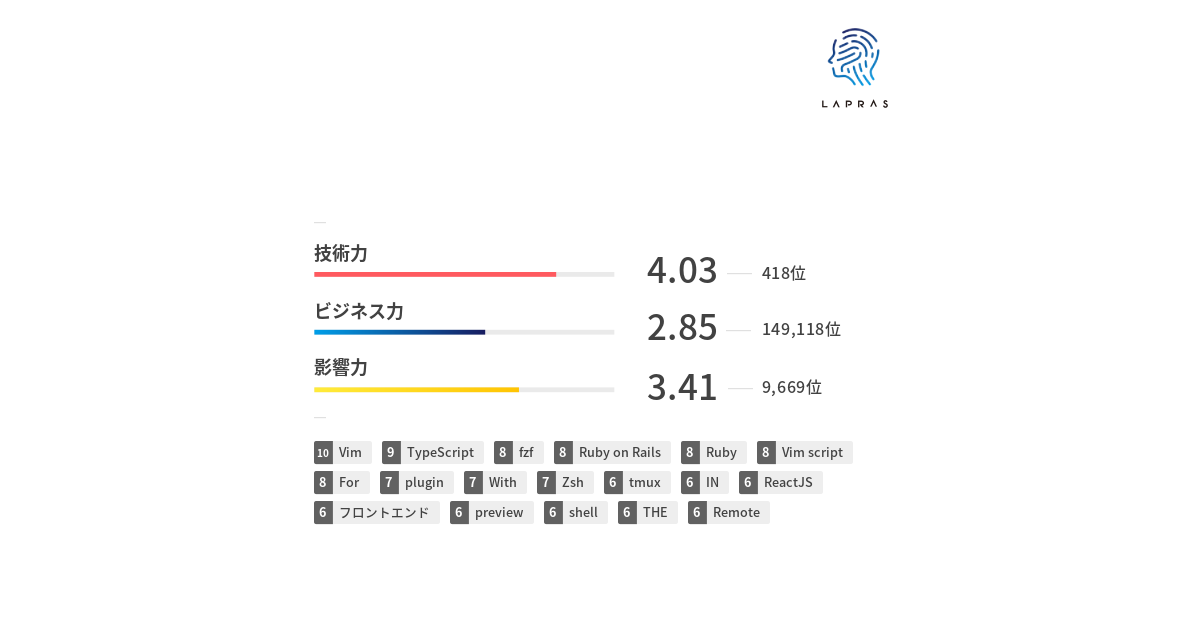 LAPRAS
技術力
4.03 418位
ビジネス力
2.85 149,118位
影響力
3.41 9,669位
10 Vim 9 TypeScript 8 fzf 8 Ruby on Rails 8 Ruby 8 Vim script
8 For 7 plugin 7 With 7 Zsh 6 tmux 6 IN 6 ReactJS
6 フロントエンド 6 preview 6 shell 6 THE 6 Remote